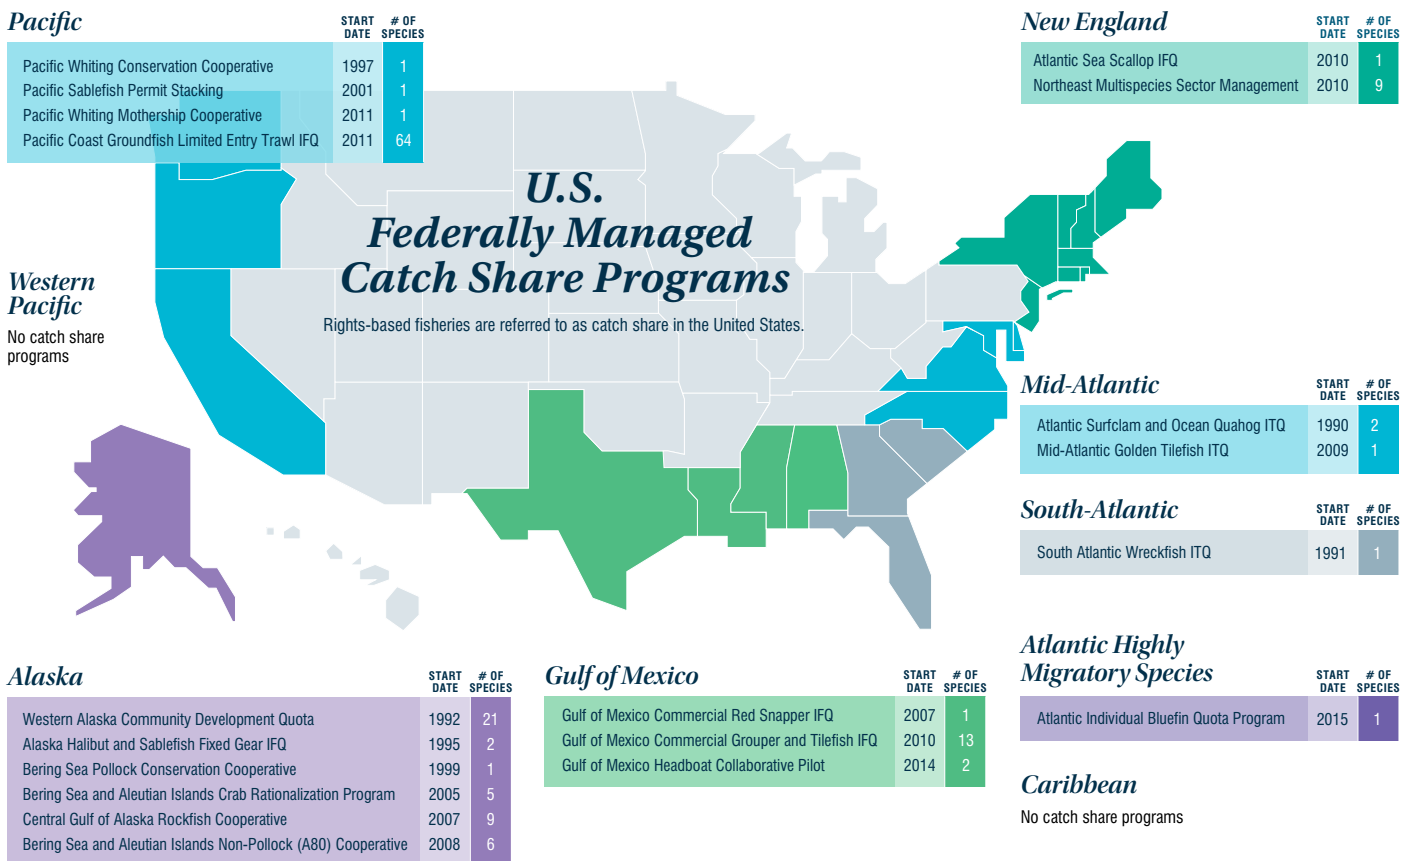 Pacific
START DATE
# OF SPECIES
Pacific Whiting Conservation Cooperative 1997 1
Pacific Sablefish Permit Stacking 2001 1
Pacific Whiting Mothership Cooperative 2011 1
Pacific Coast Groundfish Limited Entry Trawl IFQ 2011 64
New England
START DATE
# OF SPECIES
Atlantic Sea Scallop IFQ 2010 1
Northeast Multispecies Sector Management 2010 9
U.S.
Federally Managed
Catch Share Programs
Rights-based fisheries are referred to as catch share in the United States.
Western
Pacific
No catch share
programs
Mid-Atlantic
START DATE
# OF SPECIES
Atlantic Surfclam and Ocean Quahog ITQ 1990 2
Mid-Atlantic Golden Tilefish ITQ 2009 1
South-Atlantic
START DATE
# OF SPECIES
South Atlantic Wreckfish ITQ 1991 1
Alaska
START DATE
# OF SPECIES
Western Alaska Community Development Quota 1992 21
Alaska Halibut and Sablefish Fixed Gear IFQ 1995 2
Bering Sea Pollock Conservation Cooperative 1999 1
Bering Sea and Aleutian Islands Crab Rationalization Program 2005 5
Central Gulf of Alaska Rockfish Cooperative 2007 9
Bering Sea and Aleutian Islands Non-Pollock (A80) Cooperative 2008 6
Gulf of Mexico
START DATE
# OF SPECIES
Gulf of Mexico Commercial Red Snapper IFQ 2007 1
Gulf of Mexico Commercial Grouper and Tilefish IFQ 2010 13
Gulf of Mexico Headboat Collaborative Pilot 2014 2
Atlantic Highly
Migratory Species
START DATE
# OF SPECIES
Atlantic Individual Bluefin Quota Program 2015 1
Caribbean
No catch share programs